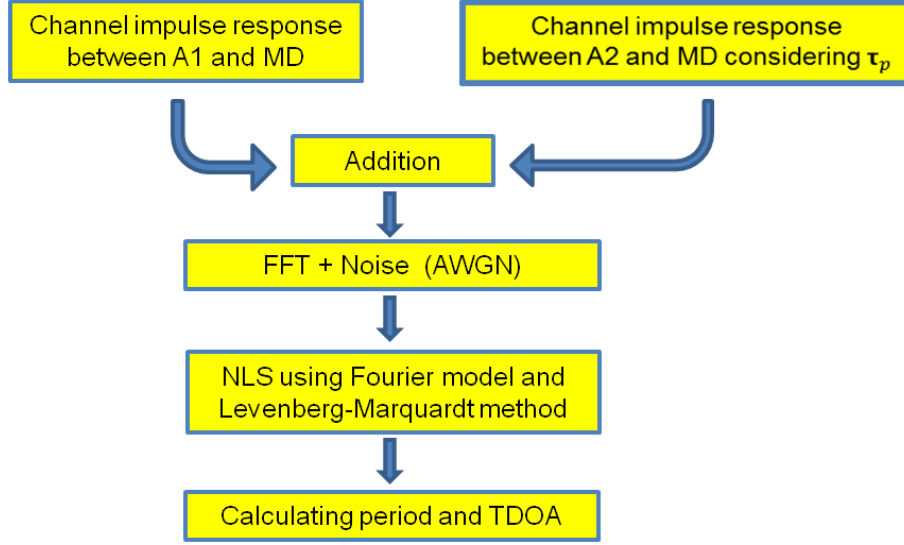 Channel impulse response
between A1 and MD
Channel impulse response
between A2 and MD considering τₚ
Addition
FFT + Noise (AWGN)
NLS using Fourier model and
Levenberg-Marquardt method
Calculating period and TDOA